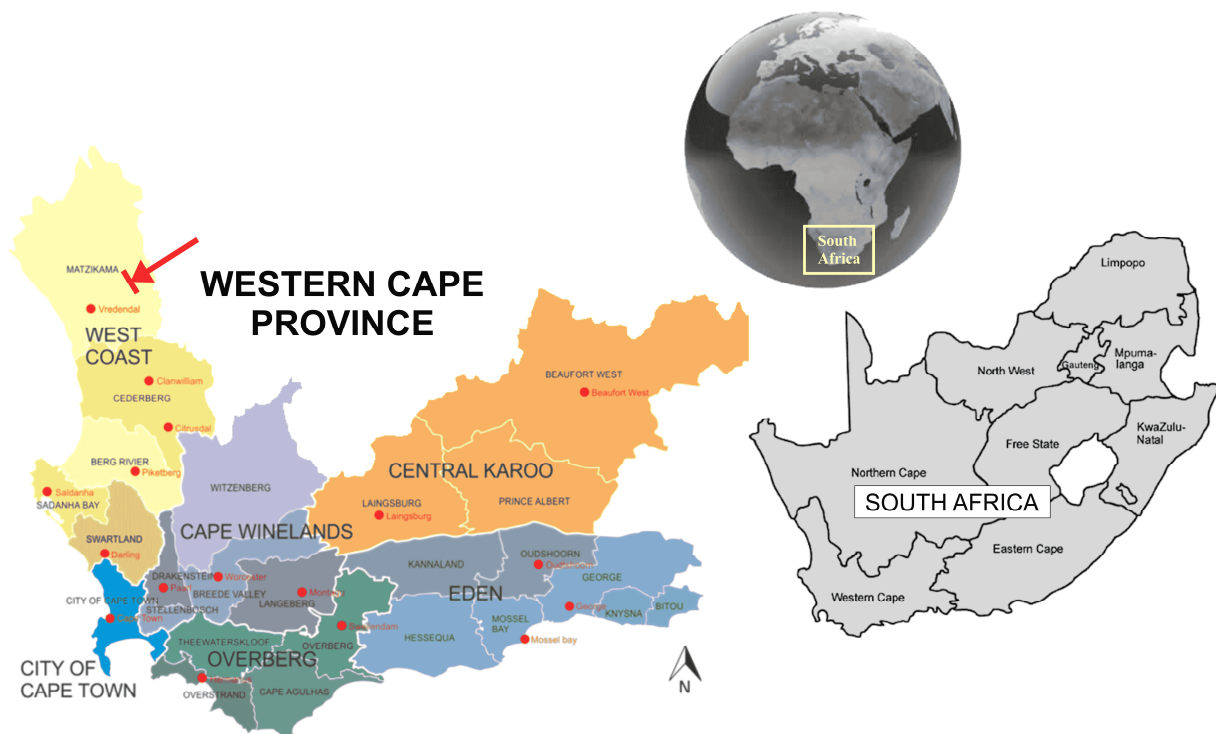 South
Africa
WESTERN CAPE
PROVINCE
MATZIKAMA
Vredendal
WEST
COAST
Clanwilliam
CEDERBERG
Citrusdal
BERG RIVIER
Piketberg
Saldanha
SADANHA BAY
SWARTLAND
Darling
WITZENBERG
CAPE WINELANDS
BEAUFORT WEST
Beaufort West
CENTRAL KAROO
LAINGSBURG
Laingsburg
PRINCE ALBERT
DRAKENSTEIN
Worcester
Paarl
BREEDE VALLEY
STELLENBOSCH
LANGEBERG
CITY OF CAPE TOWN
Cape Town
KANNALAND
OUDSHOORN
EDEN
GEORGE
George
KNYSNA
BITOU
HESSEQUA
MOSSEL
BAY
Mossel bay
THEEWATERSKLOOF
OVERBERG
OVERBERG
CAPE AGULHAS
OVERSTRAND
CITY OF
CAPE TOWN
N
Limpopo
North West
Gauteng
Mpuma-
langa
Free State
KwaZulu-
Natal
Northern Cape
SOUTH AFRICA
Eastern Cape
Western Cape